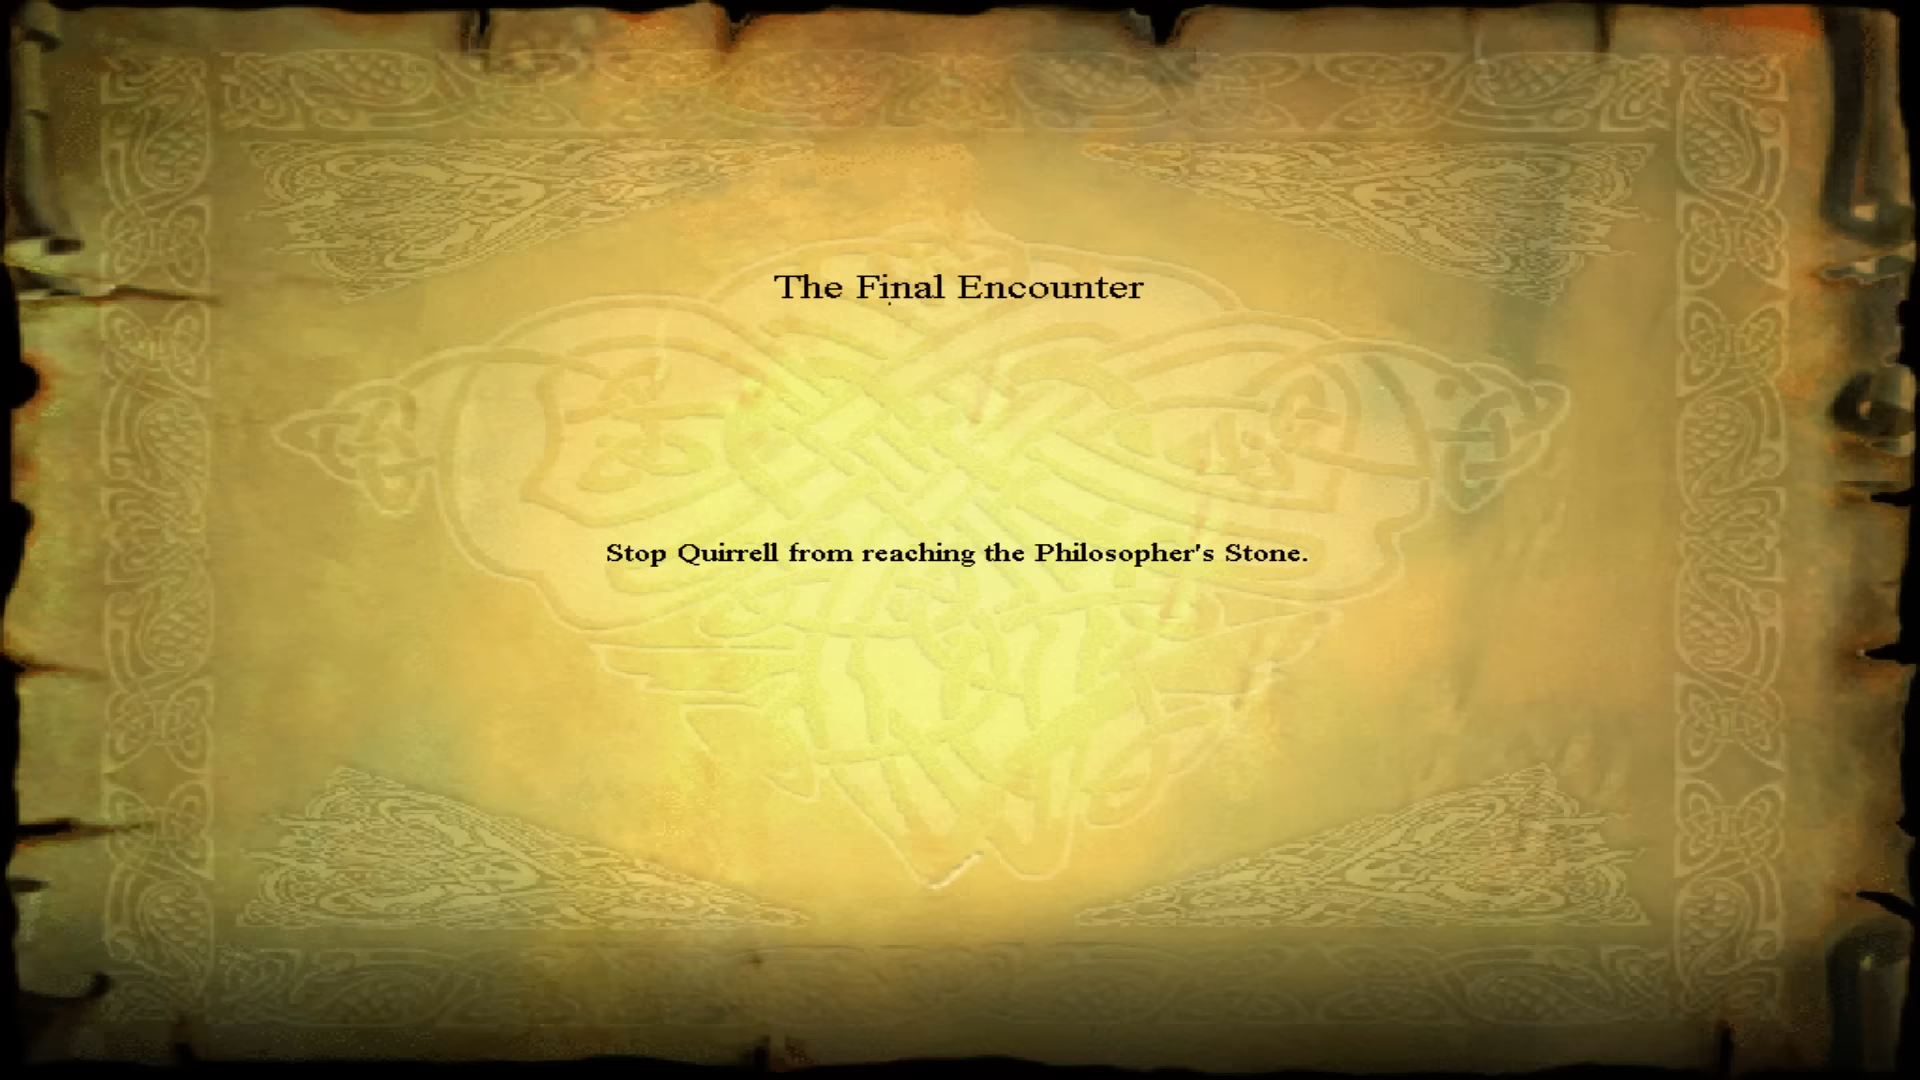 The Final Encounter
Stop Quirrell from reaching the Philosopher's Stone.